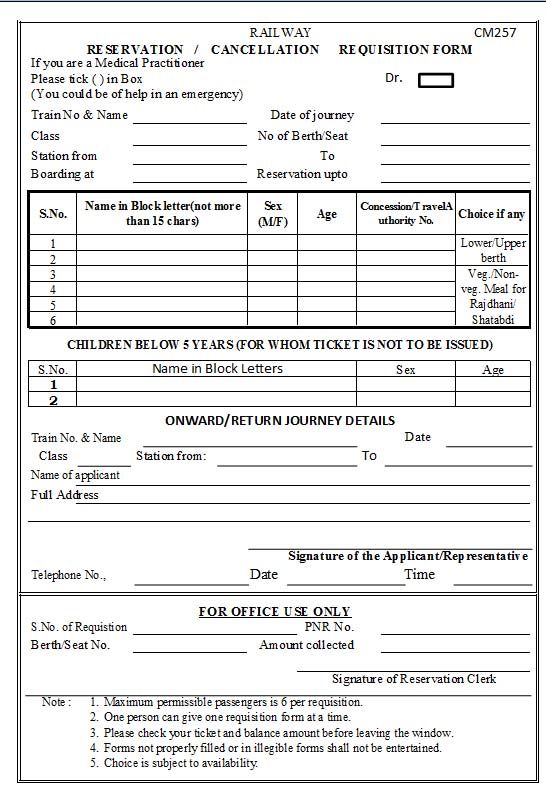 RAILWAY CM257
RESERVATION / CANCELLATION REQUISITION FORM
If you are a Medical Practitioner
Please tick ( ) in Box Dr.
(You could be of help in an emergency)
Train No & Name Date of journey
Class No of Berth/Seat
Station from To
Boarding at Reservation upto
S.No. Name in Block letter(not more than 15 chars) Sex (M/F) Age Concession/TravelA uthority No. Choice if any
1 Lower/Upper
2 berth
3 Veg./Non-
4 veg. Meal for
5 Rajdhani/
6 Shatabdi
CHILDREN BELOW 5 YEARS (FOR WHOM TICKET IS NOT TO BE ISSUED)
S.No. Name in Block Letters Sex Age
1
2
ONWARD/RETURN JOURNEY DETAILS
Train No. & Name Date
Class Station from: To
Name of applicant
Full Address
Signature of the Applicant/Representative
Telephone No., Date Time
FOR OFFICE USE ONLY
S.No. of Requistion PNR No.
Berth/Seat No. Amount collected
Signature of Reservation Clerk
Note : 1. Maximum permissible passengers is 6 per requisition.
2. One person can give one requisition form at a time.
3. Please check your ticket and balance amount before leaving the window.
4. Forms not properly filled or in illegible forms shall not be entertained.
5. Choice is subject to availability.